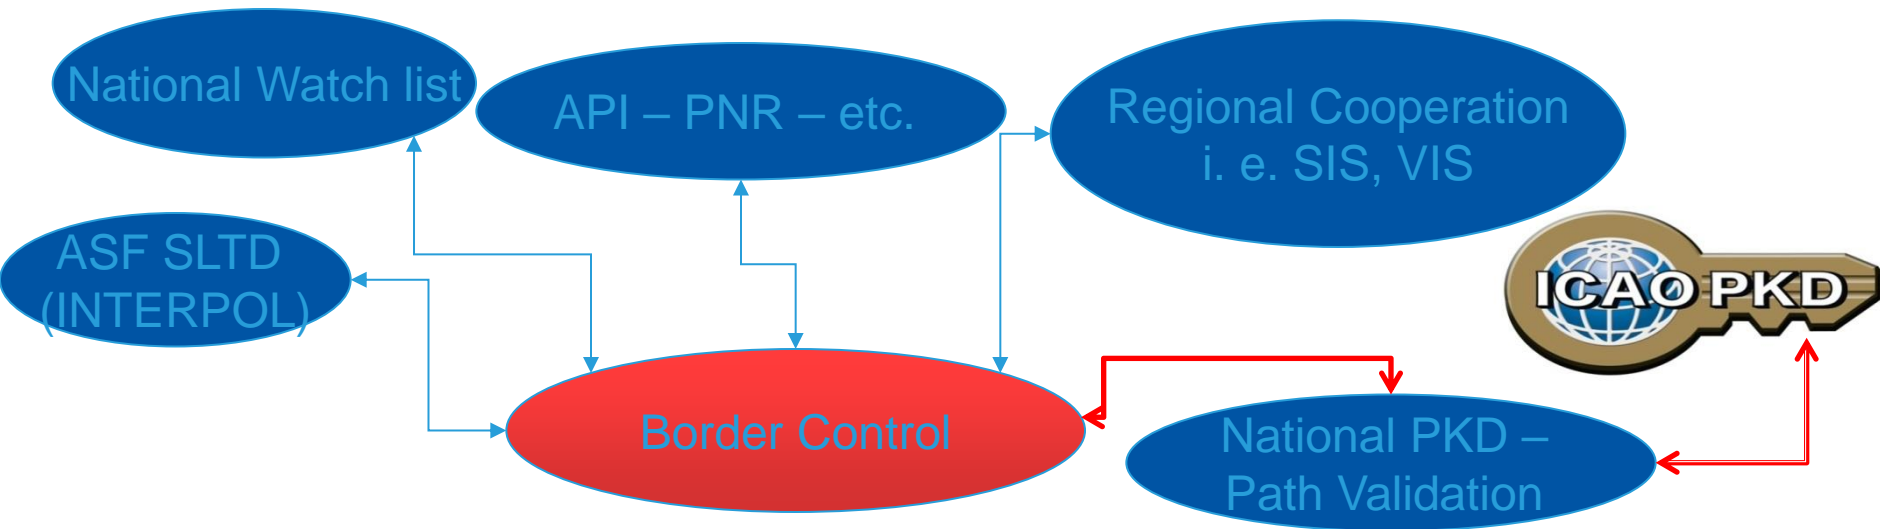 National Watch list
API – PNR – etc.
Regional Cooperation
i. e. SIS, VIS
ASF SLTD
(INTERPOL)
ICAO PKD
Border Control
National PKD –
Path Validation